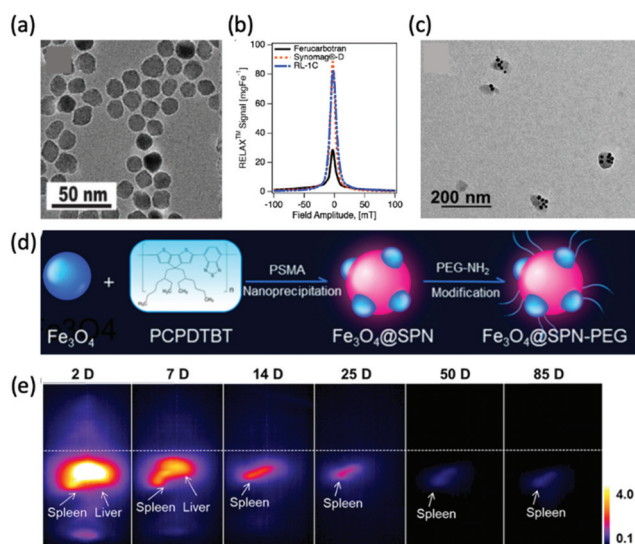 (a)
50 nm
(b)
Ferucarbotran
Synomag®-D
RL-1C
RELAX™ Signal [mgFe⁻¹]
100
80
60
40
20
0
-100 -50 0 50 100
Field Amplitude, [mT]
(c)
200 nm
(d)
Fe₃O₄
+
PCPDTBT
n
PSMA
Nanoprecipitation
Fe₃O₄@SPN
PEG-NH₂
Modification
Fe₃O₄@SPN-PEG
(e)
2 D 7 D 14 D 25 D 50 D 85 D
Spleen Liver
Spleen Liver
Spleen
Spleen
Spleen
Spleen
4.0
0.1